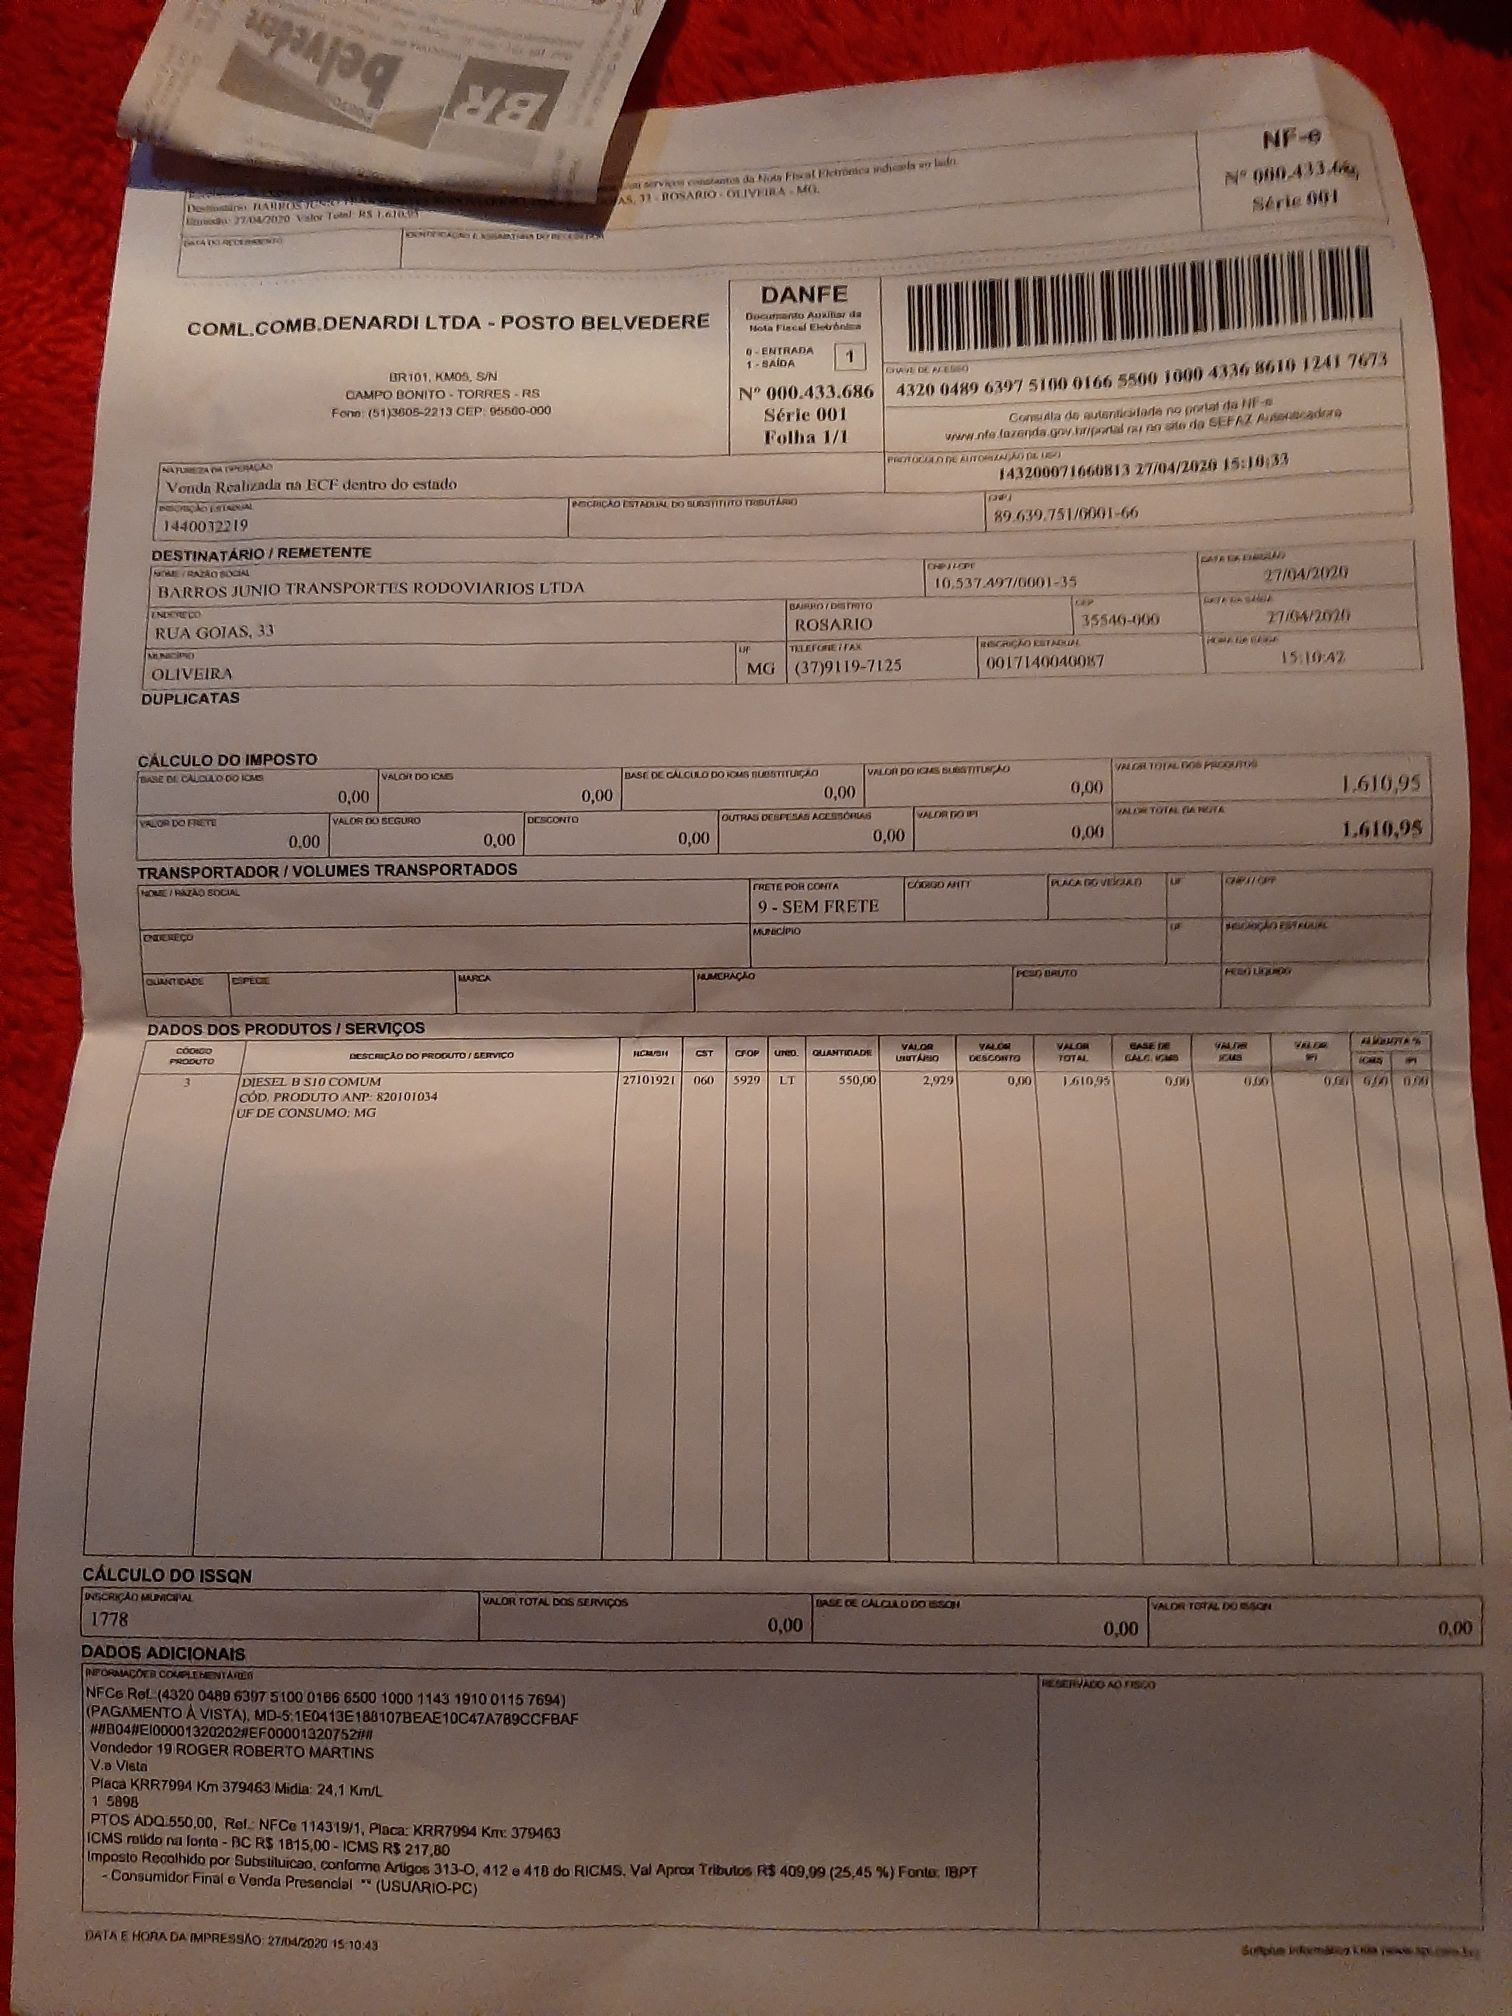 BR
belvedere
ou serviços constantes da Nota Fiscal Eletrônica indicada ao lado.
AS, 33 - ROSARIO - OLIVEIRA - MG.
Emissão: 27/04/2020 Valor Total: R$ 1.610,95
DATA DO RECEBIMENTO
IDENTIFICAÇÃO E ASSINATURA DO RECEBEDOR
NF-e
Nº 000.433.686
Série 001
COML.COMB.DENARDI LTDA - POSTO BELVEDERE
BR101, KM05, S/N
CAMPO BONITO - TORRES - RS
Fone: (51)3605-2213 CEP: 95560-000
DANFE
Documento Auxiliar da
Nota Fiscal Eletrônica
0 - ENTRADA
1 - SAÍDA
1
Nº 000.433.686
Série 001
Folha 1/1
CHAVE DE ACESSO
4320 0489 6397 5100 0166 5500 1000 4336 8610 1241 7673
Consulta de autenticidade no portal da NF-e
www.nfe.fazenda.gov.br/portal ou no site da SEFAZ Autenticadora
NATUREZA DA OPERAÇÃO
Venda Realizada na ECF dentro do estado
PROTOCOLO DE AUTORIZAÇÃO DE USO
143200071660813 27/04/2020 15:10:33
INSCRIÇÃO ESTADUAL
1440032219
INSCRIÇÃO ESTADUAL DO SUBSTITUTO TRIBUTÁRIO
CNPJ
89.639.751/0001-66
DESTINATÁRIO / REMETENTE
NOME / RAZÃO SOCIAL
BARROS JUNIO TRANSPORTES RODOVIARIOS LTDA
CNPJ / CPF
10.537.497/0001-35
DATA DA EMISSÃO
27/04/2020
ENDEREÇO
RUA GOIAS, 33
BAIRRO / DISTRITO
ROSARIO
CEP
35540-000
DATA DA SAÍDA
27/04/2020
MUNICÍPIO
OLIVEIRA
UF
MG
TELEFONE / FAX
(37)9119-7125
INSCRIÇÃO ESTADUAL
0017140040087
HORA DA SAÍDA
15:10:42
DUPLICATAS
CÁLCULO DO IMPOSTO
BASE DE CÁLCULO DO ICMS
0,00
VALOR DO ICMS
0,00
BASE DE CÁLCULO DO ICMS SUBSTITUIÇÃO
0,00
VALOR DO ICMS SUBSTITUIÇÃO
0,00
VALOR TOTAL DOS PRODUTOS
1.610,95
VALOR DO FRETE
0,00
VALOR DO SEGURO
0,00
DESCONTO
0,00
OUTRAS DESPESAS ACESSÓRIAS
0,00
VALOR DO IPI
0,00
VALOR TOTAL DA NOTA
1.610,95
TRANSPORTADOR / VOLUMES TRANSPORTADOS
NOME / RAZÃO SOCIAL
FRETE POR CONTA
9 - SEM FRETE
CÓDIGO ANTT
PLACA DO VEÍCULO
UF
CNPJ / CPF
ENDEREÇO
MUNICÍPIO
UF
INSCRIÇÃO ESTADUAL
QUANTIDADE
ESPÉCIE
MARCA
NUMERAÇÃO
PESO BRUTO
PESO LÍQUIDO
DADOS DOS PRODUTOS / SERVIÇOS
CÓDIGO PRODUTO DESCRIÇÃO DO PRODUTO / SERVIÇO NCM/SH CST CFOP UNID. QUANTIDADE VALOR UNITÁRIO VALOR DESCONTO VALOR TOTAL BASE DE CÁLC. ICMS VALOR ICMS VALOR IPI ALÍQUOTA % ICMS IPI
3 DIESEL B S10 COMUM 27101921 060 5929 LT 550,00 2,929 0,00 1.610,95 0,00 0,00 0,00 0,00 0,00
CÓD. PRODUTO ANP: 820101034
UF DE CONSUMO: MG
CÁLCULO DO ISSQN
INSCRIÇÃO MUNICIPAL
1778
VALOR TOTAL DOS SERVIÇOS
0,00
BASE DE CÁLCULO DO ISSQN
0,00
VALOR TOTAL DO ISSQN
0,00
DADOS ADICIONAIS
INFORMAÇÕES COMPLEMENTARES
RESERVADO AO FISCO
NFCe Ref.:(4320 0489 6397 5100 0166 6500 1000 1143 1910 0115 7694)
(PAGAMENTO À VISTA), MD-5:1E0413E188107BEAE10C47A789CCFBAF
##B04#EI00001320202#EF00001320752##
Vendedor 19 ROGER ROBERTO MARTINS
V.a Vista
Placa KRR7994 Km 379463 Midia: 24,1 Km/L
1 5898
PTOS ADQ:550,00, Ref.: NFCe 114319/1, Placa: KRR7994 Km: 379463
ICMS retido na fonte - BC R$ 1815,00 - ICMS R$ 217,80
Imposto Recolhido por Substituicao, conforme Artigos 313-O, 412 e 418 do RICMS. Val Aprox Tributos R$ 409,99 (25,45 %) Fonte: IBPT
- Consumidor Final e Venda Presencial ** (USUARIO-PC)
DATA E HORA DA IMPRESSÃO: 27/04/2020 15:10:43